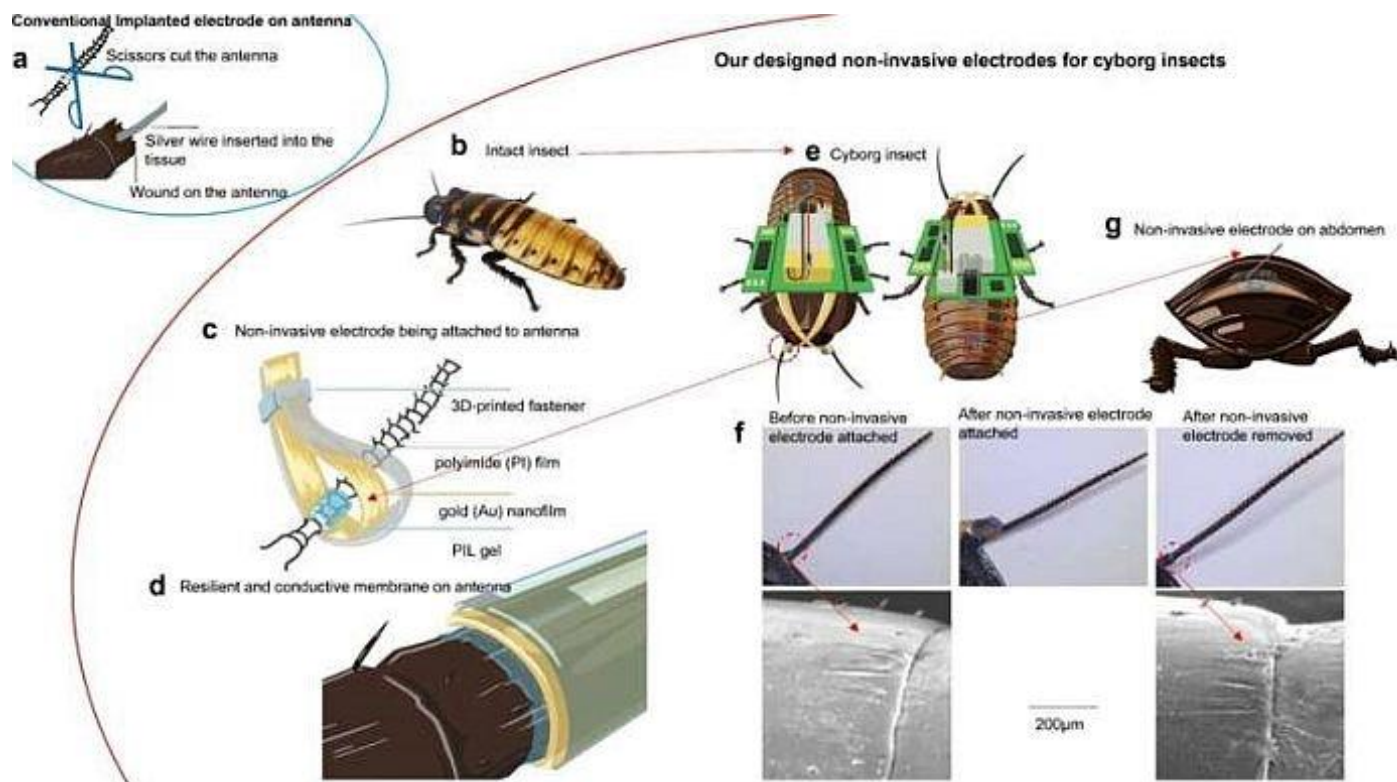 Conventional Implanted electrode on antenna
a
Scissors cut the antenna
Silver wire inserted into the
tissue
Wound on the antenna
Our designed non-invasive electrodes for cyborg insects
b
Intact insect
e
Cyborg insect
g
Non-invasive electrode on abdomen
c
Non-invasive electrode being attached to antenna
3D-printed fastener
polyimide (PI) film
gold (Au) nanofilm
PIL gel
d
Resilient and conductive membrane on antenna
f
Before non-invasive
electrode attached
After non-invasive electrode
attached
After non-invasive
electrode removed
200µm